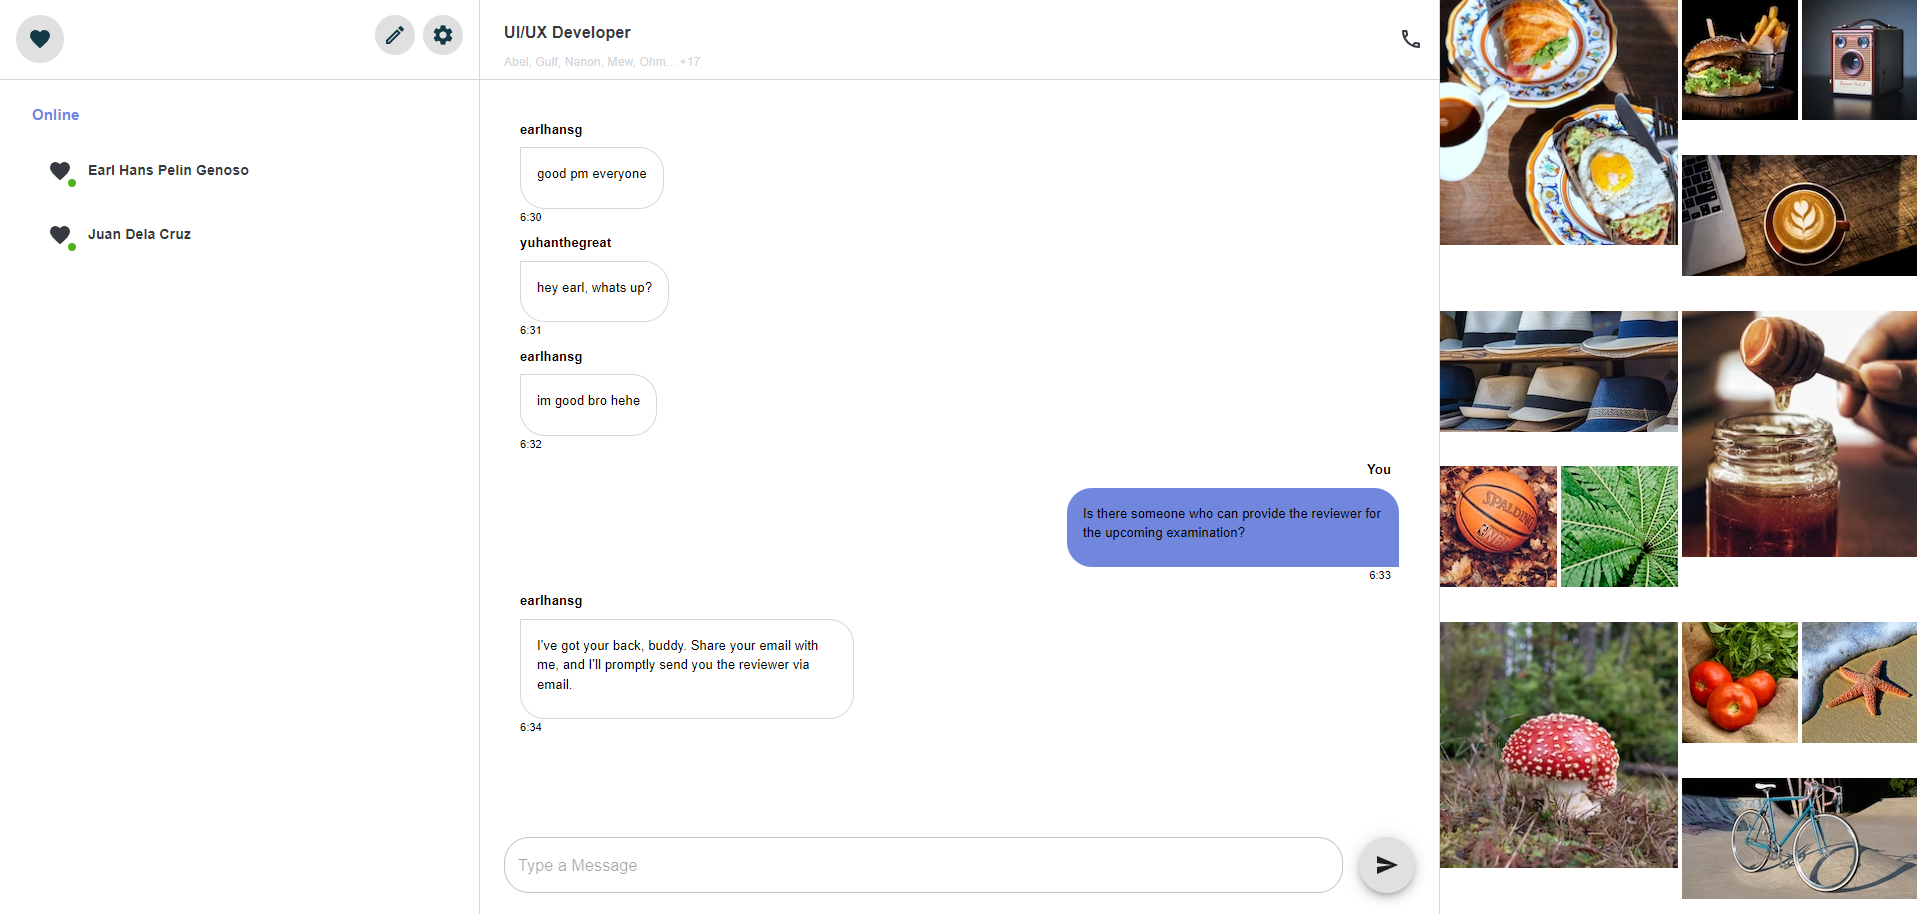 UI/UX Developer
Abel, Gulf, Nanon, Mew, Ohm... +17
Online
Earl Hans Pelin Genoso
Juan Dela Cruz
earlhansg
good pm everyone
6:30
yuhanthegreat
hey earl, whats up?
6:31
earlhansg
im good bro hehe
6:32
You
Is there someone who can provide the reviewer for
the upcoming examination?
6:33
earlhansg
I've got your back, buddy. Share your email with
me, and I'll promptly send you the reviewer via
email.
6:34
Type a Message
SPALDING